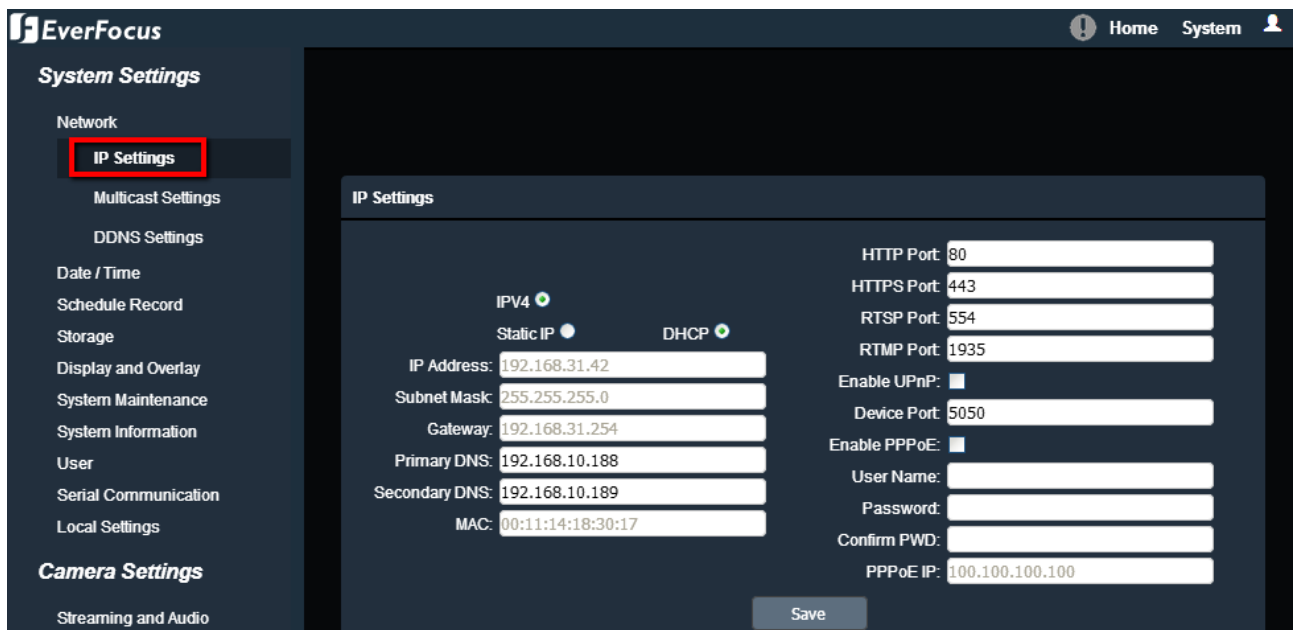 EverFocus
Home System
System Settings
Network
IP Settings
Multicast Settings
DDNS Settings
Date / Time
Schedule Record
Storage
Display and Overlay
System Maintenance
System Information
User
Serial Communication
Local Settings
Camera Settings
Streaming and Audio
IP Settings
IPV4
Static IP DHCP
IP Address: 192.168.31.42
Subnet Mask: 255.255.255.0
Gateway: 192.168.31.254
Primary DNS: 192.168.10.188
Secondary DNS: 192.168.10.189
MAC: 00:11:14:18:30:17
HTTP Port: 80
HTTPS Port: 443
RTSP Port: 554
RTMP Port: 1935
Enable UPnP:
Device Port: 5050
Enable PPPoE:
User Name:
Password:
Confirm PWD:
PPPoE IP: 100.100.100.100
Save